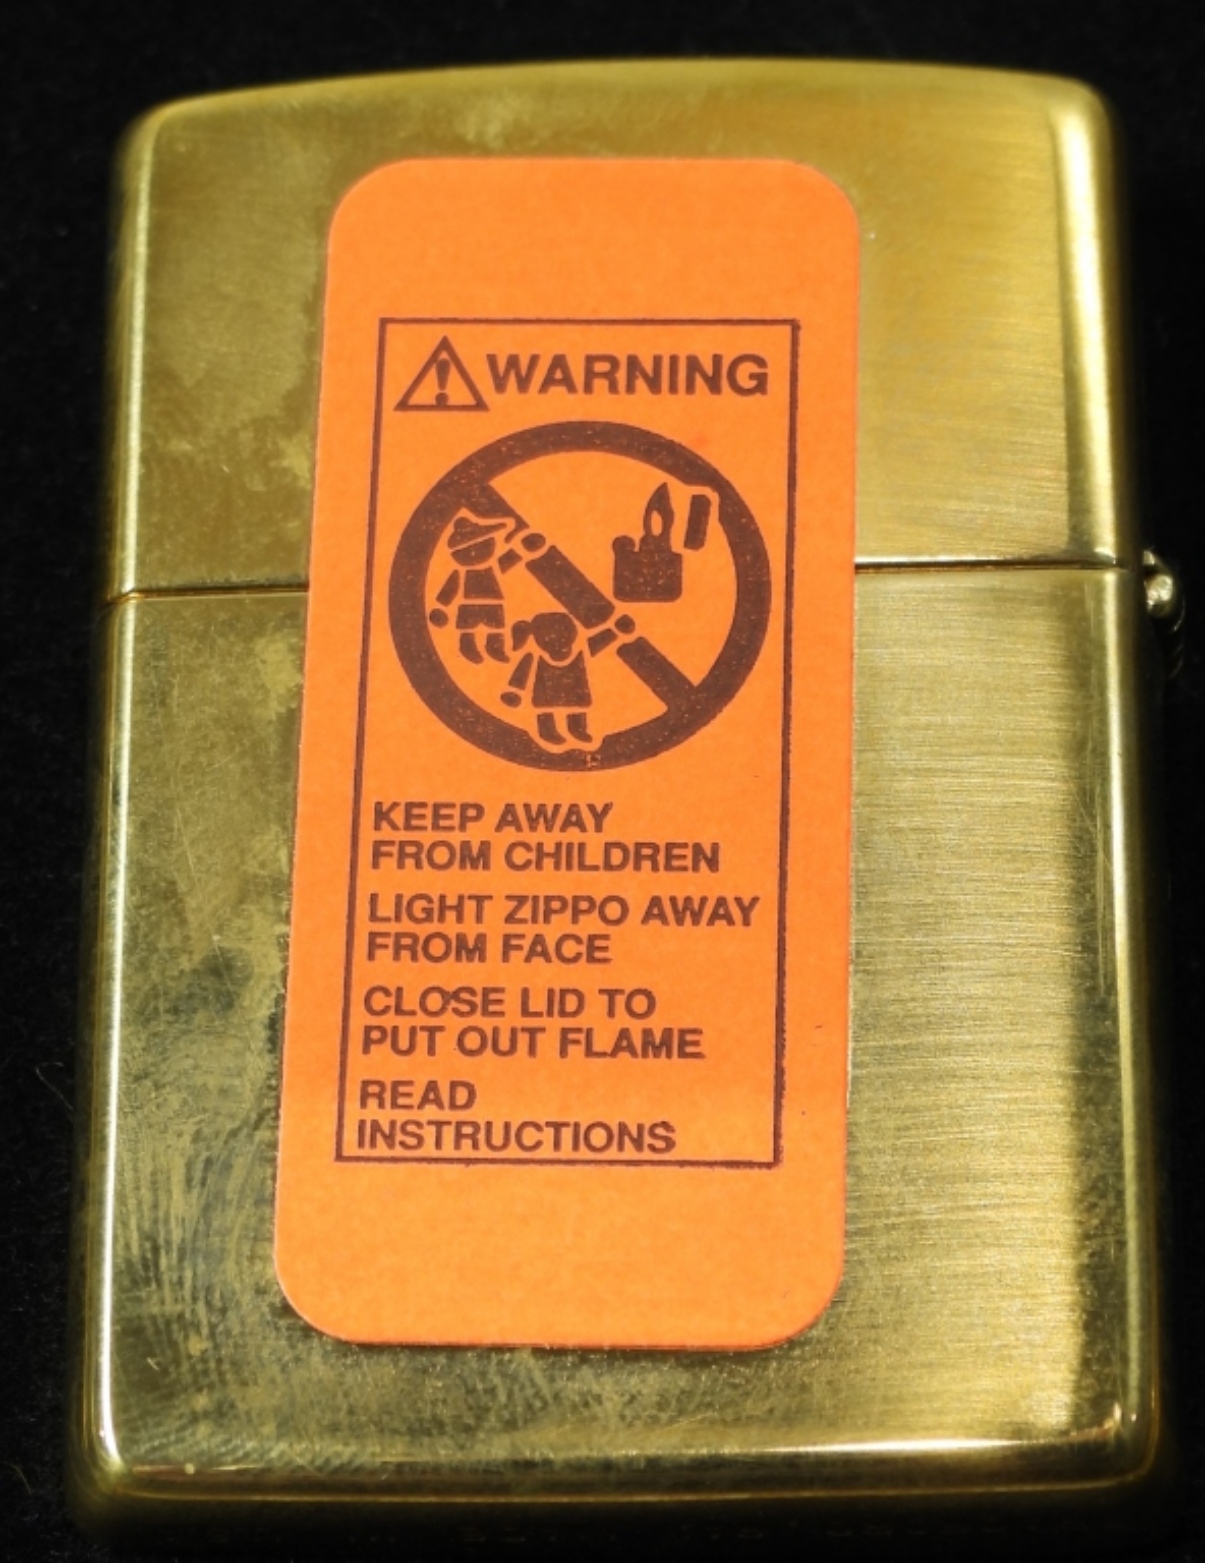 WARNING
KEEP AWAY
FROM CHILDREN
LIGHT ZIPPO AWAY
FROM FACE
CLOSE LID TO
PUT OUT FLAME
READ
INSTRUCTIONS